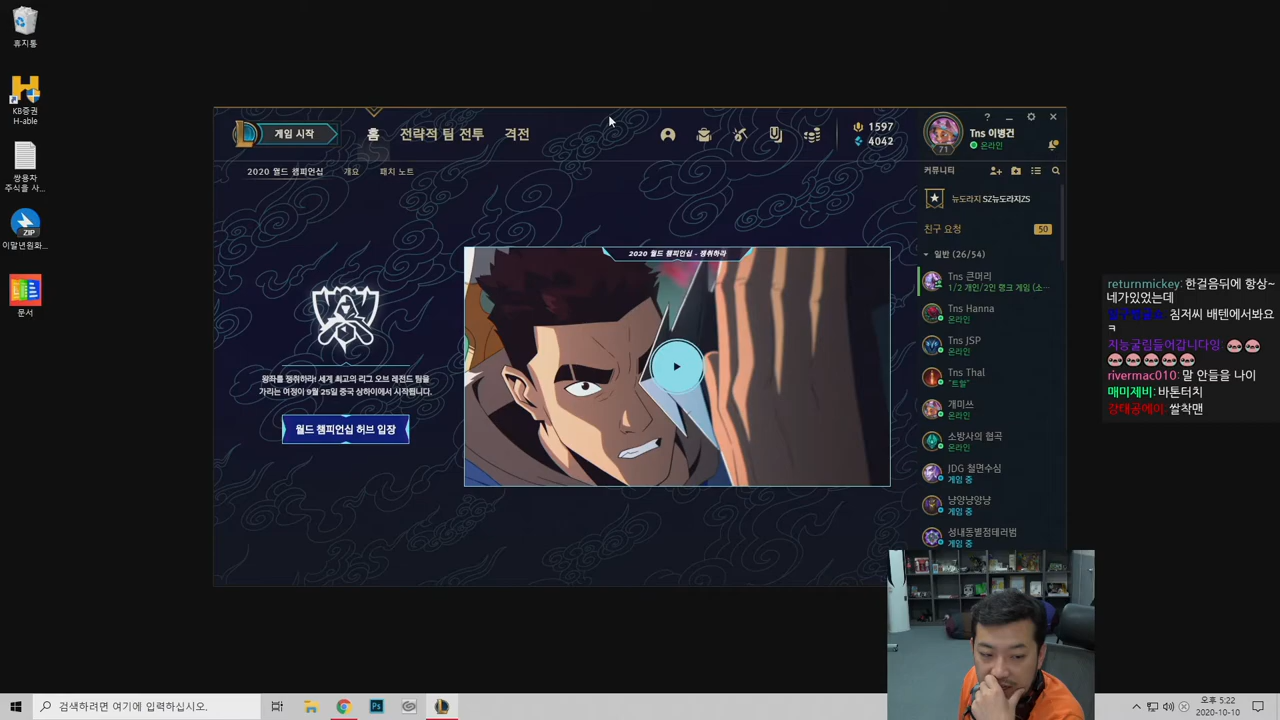 휴지통
KB증권
H-able
쌍용자
주식을 사...
ZIP
이말년원화...
문서
게임 시작
홈
전략적 팀 전투
격전
1597
4042
71
Tns 이병건
온라인
2020 월드 챔피언십
개요
패치 노트
커뮤니티
뉴도라지 SZ뉴도라지ZS
친구 요청
50
일반 (26/54)
Tns 큰머리
1/2 개인/2인 랭크 게임 (소...
Tns Hanna
온라인
Tns JSP
온라인
Tns Thal
"트할"
개미쓰
온라인
소방사의 협곡
온라인
JDG 철면수심
게임 중
냥양냥양냥
게임 중
성내동별점테러범
게임 중
2020 월드 챔피언십 - 쟁취하라
왕좌를 쟁취하라! 세계 최고의 리그 오브 레전드 팀을
가리는 여정이 9월 25일 중국 상하이에서 시작됩니다.
월드 챔피언십 허브 입장
returnmickey: 한걸음뒤에 항상~
네가있었는데
짐저씨 배텐에서봐요
ㅋ
지능굴림들어갑니다잉:
rivermac010: 말 안들을 나이
매미제비: 바톤터치
강태공에이: 쌀착맨
검색하려면 여기에 입력하십시오.
Ps
오후 5:22
2020-10-10